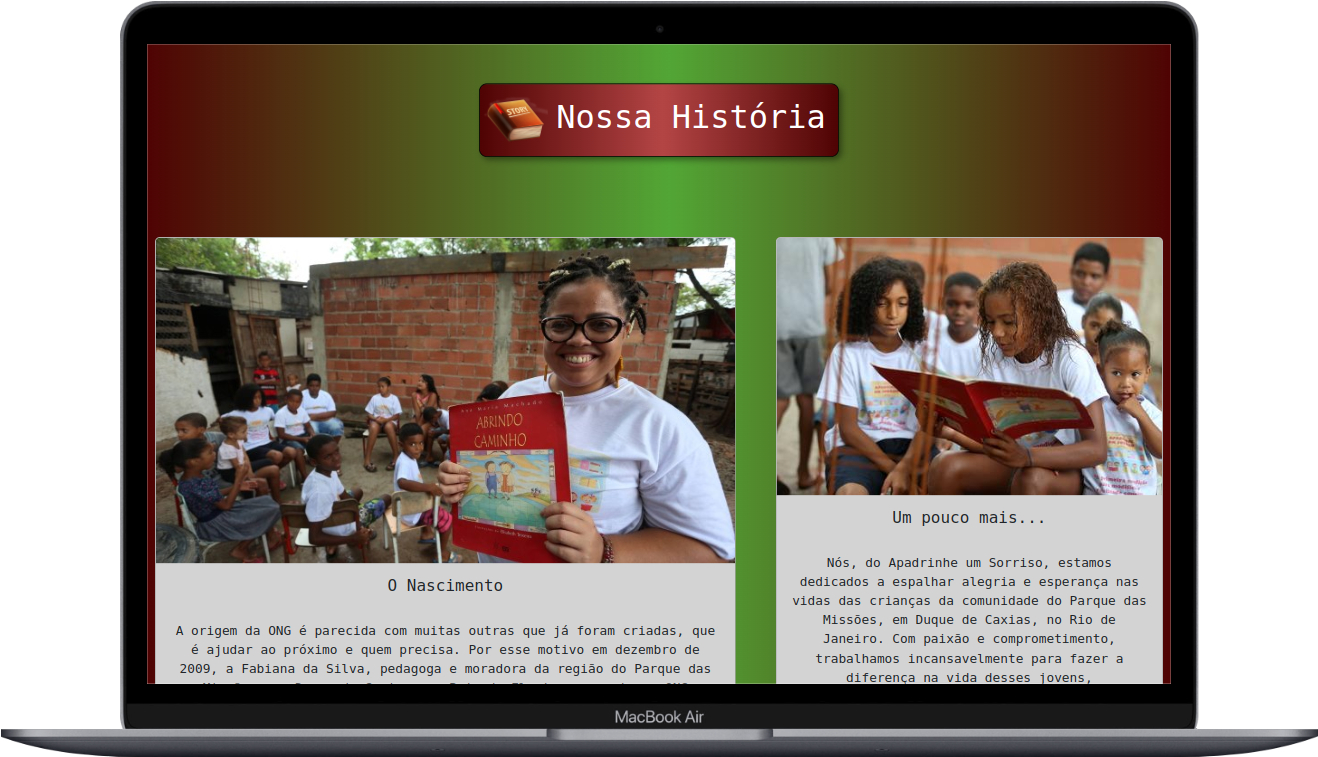 STORY
Nossa História
Ana Maria Machado
ABRINDO
CAMINHO
O Nascimento
A origem da ONG é parecida com muitas outras que já foram criadas, que
é ajudar ao próximo e quem precisa. Por esse motivo em dezembro de
2009, a Fabiana da Silva, pedagoga e moradora da região do Parque das
Um pouco mais...
Nós, do Apadrinhe um Sorriso, estamos
dedicados a espalhar alegria e esperança nas
vidas das crianças da comunidade do Parque das
Missões, em Duque de Caxias, no Rio de
Janeiro. Com paixão e comprometimento,
trabalhamos incansavelmente para fazer a
diferença na vida desses jovens,
MacBook Air